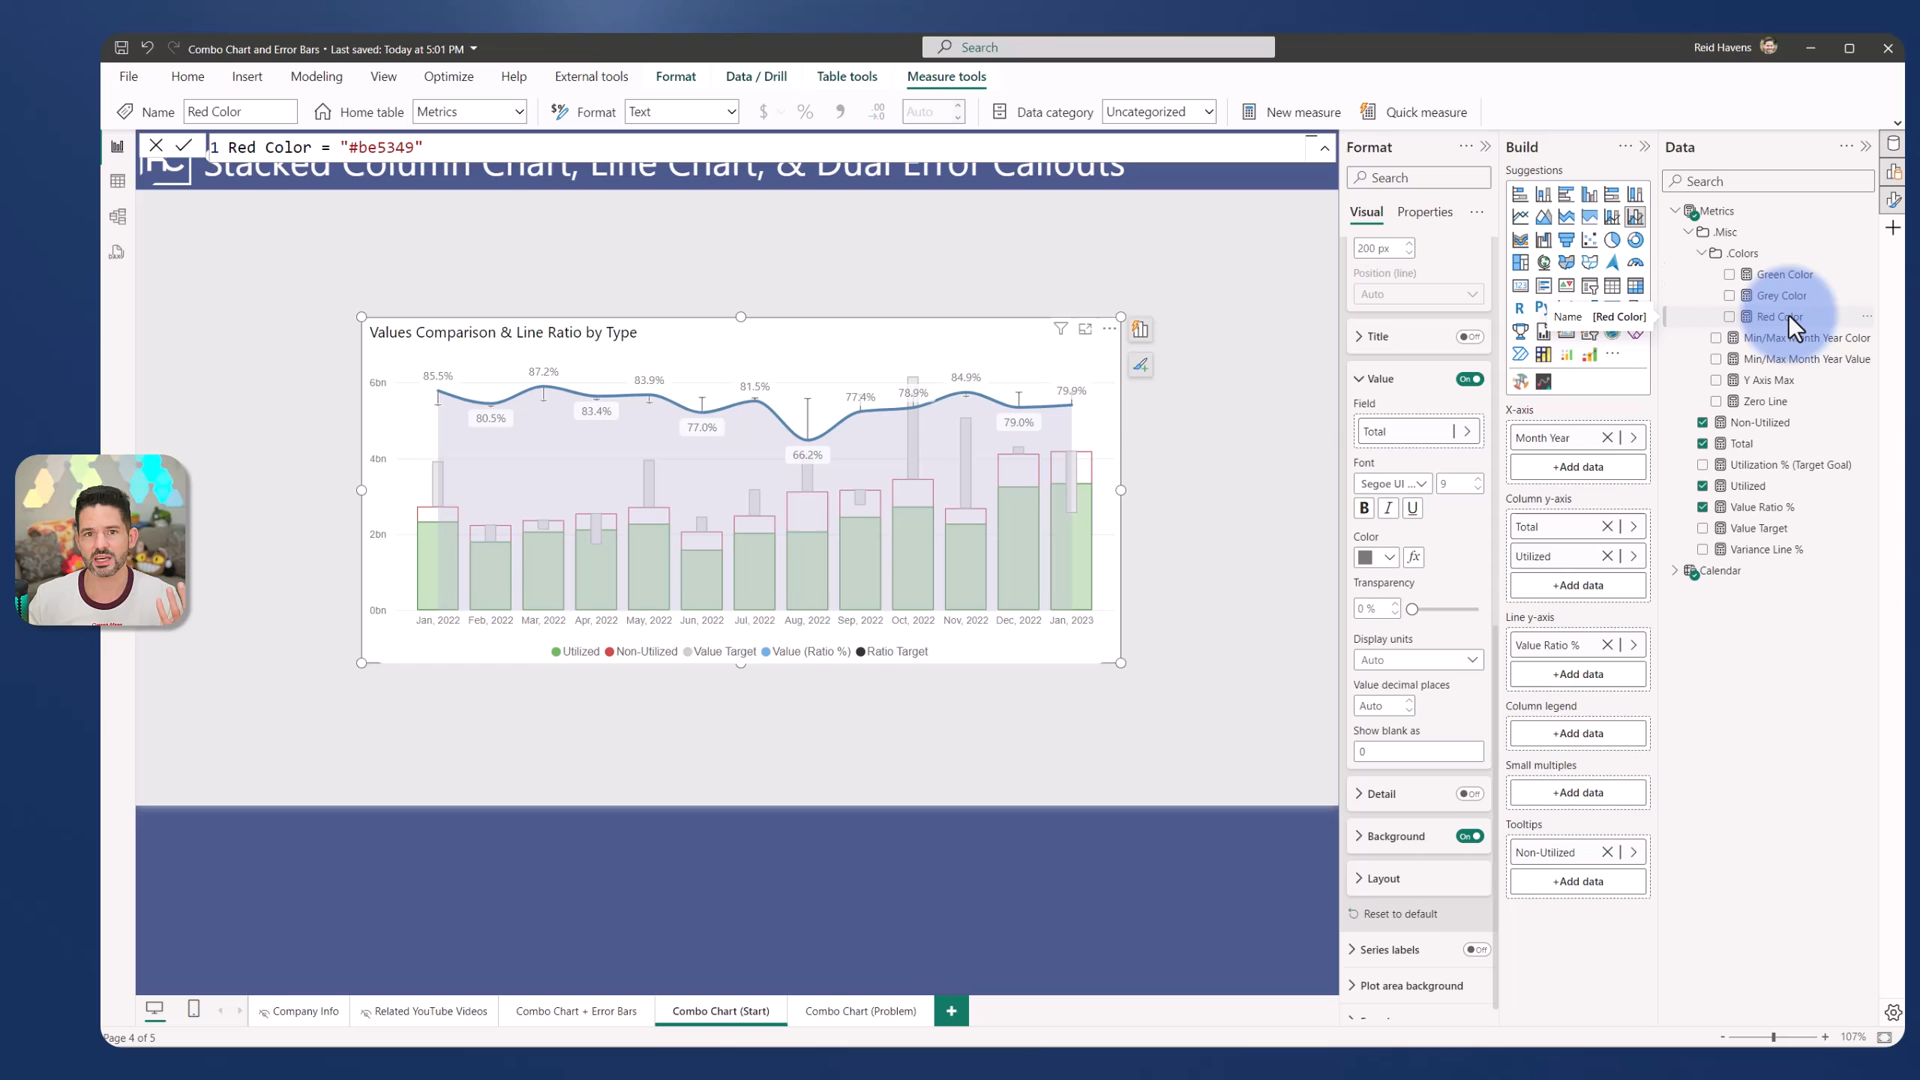 Combo Chart and Error Bars • Last saved: Today at 5:01 PM
Search
Reid Havens
File Home Insert Modeling View Optimize Help External tools Format Data / Drill Table tools Measure tools
Name Red Color Home table Metrics Format Text $ % Auto Data category Uncategorized New measure Quick measure
1 Red Color = "#be5349"
Stacked Column Chart, Line Chart, & Dual Error Callouts
Values Comparison & Line Ratio by Type
6bn
4bn
2bn
0bn
85.5% 80.5% 87.2% 83.4% 83.9% 77.0% 81.5% 66.2% 77.4% 78.9% 84.9% 79.0% 79.9%
Jan, 2022 Feb, 2022 Mar, 2022 Apr, 2022 May, 2022 Jun, 2022 Jul, 2022 Aug, 2022 Sep, 2022 Oct, 2022 Nov, 2022 Dec, 2022 Jan, 2023
Utilized Non-Utilized Value Target Value (Ratio %) Ratio Target
Format
Search
Visual Properties
200 px
Position (line)
Auto
Title Off
Value On
Field
Total
Font
Segoe UI ... 9
B I U
Color
fx
Transparency
0 %
Display units
Auto
Value decimal places
Auto
Show blank as
0
Detail Off
Background On
Layout
Reset to default
Series labels Off
Plot area background
Build
Suggestions
R Py
Name [Red Color]
X-axis
Month Year
+Add data
Column y-axis
Total
Utilized
+Add data
Line y-axis
Value Ratio %
+Add data
Column legend
+Add data
Small multiples
+Add data
Tooltips
Non-Utilized
+Add data
Data
Search
Metrics
.Misc
.Colors
Green Color
Grey Color
Red Color
Min/Max Month Year Color
Min/Max Month Year Value
Y Axis Max
Zero Line
Non-Utilized
Total
Utilization % (Target Goal)
Utilized
Value Ratio %
Value Target
Variance Line %
Calendar
Company Info Related YouTube Videos Combo Chart + Error Bars Combo Chart (Start) Combo Chart (Problem)
Page 4 of 5
- + 107%